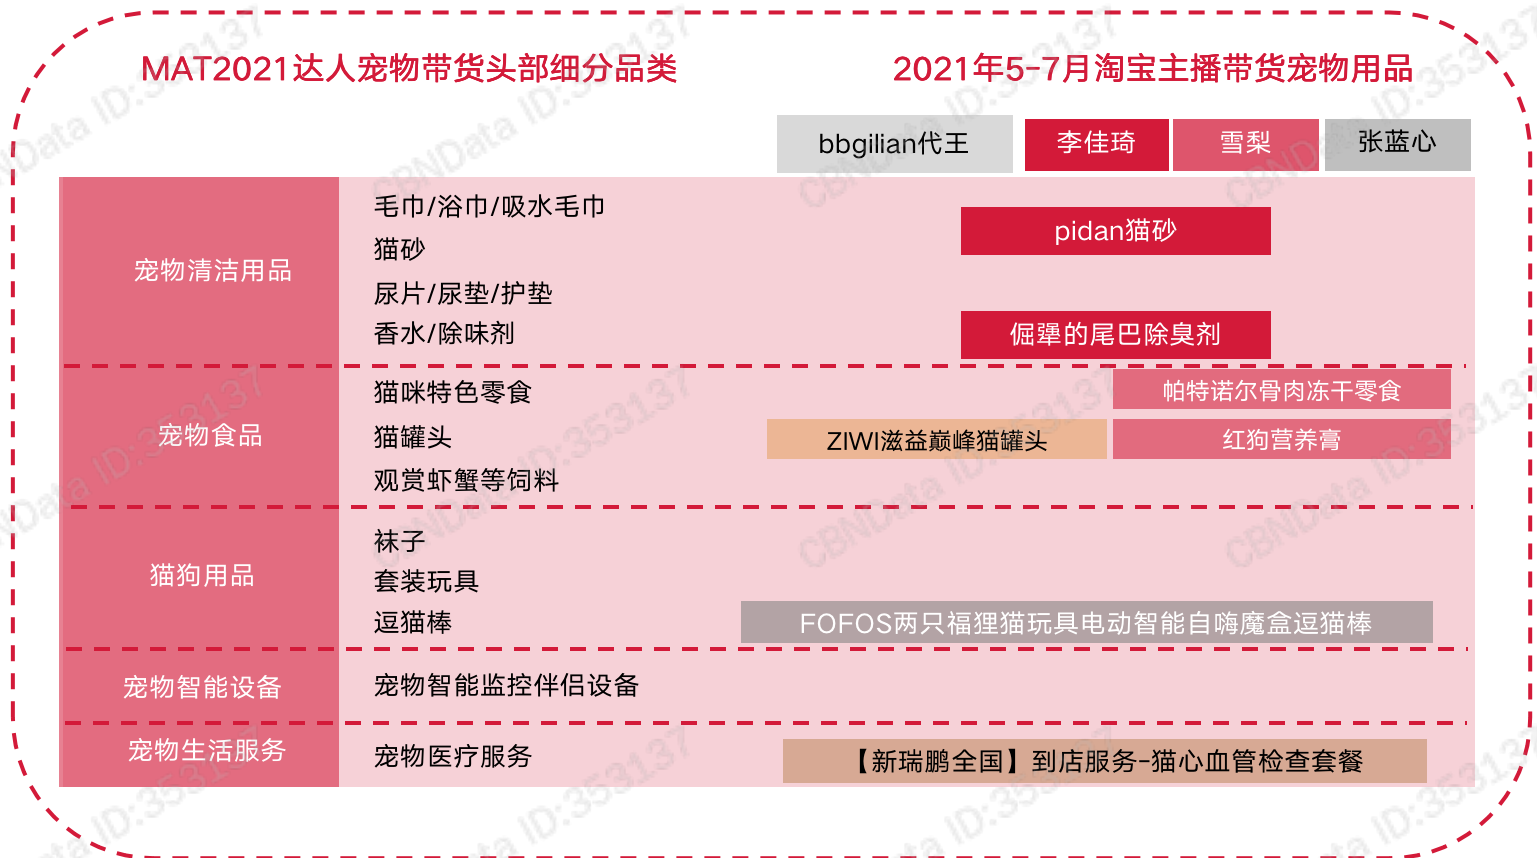 MAT2021达人宠物带货头部细分品类
2021年5-7月淘宝主播带货宠物用品
bbgilian代王
李佳琦
雪梨
张蓝心
宠物清洁用品
毛巾/浴巾/吸水毛巾
猫砂
尿片/尿垫/护垫
香水/除味剂
pidan猫砂
倔犟的尾巴除臭剂
宠物食品
猫咪特色零食
猫罐头
观赏虾蟹等饲料
帕特诺尔骨肉冻干零食
ZIWI滋益巅峰猫罐头
红狗营养膏
猫狗用品
袜子
套装玩具
逗猫棒
FOFOS两只福狸猫玩具电动智能自嗨魔盒逗猫棒
宠物智能设备
宠物智能监控伴侣设备
宠物生活服务
宠物医疗服务
【新瑞鹏全国】到店服务-猫心血管检查套餐
CBNData ID:353137